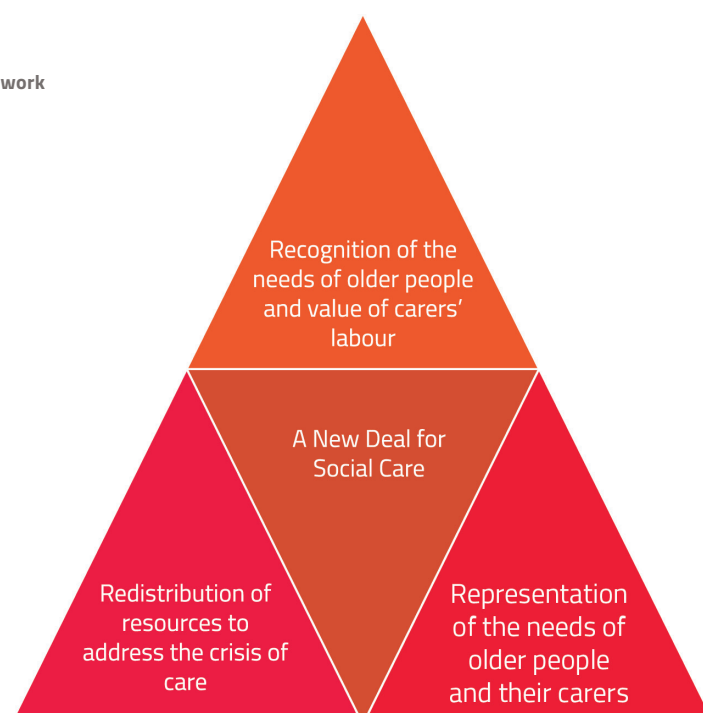 work
Recognition of the
needs of older people
and value of carers’
labour
A New Deal for
Social Care
Redistribution of
resources to
address the crisis of
care
Representation
of the needs of
older people
and their carers